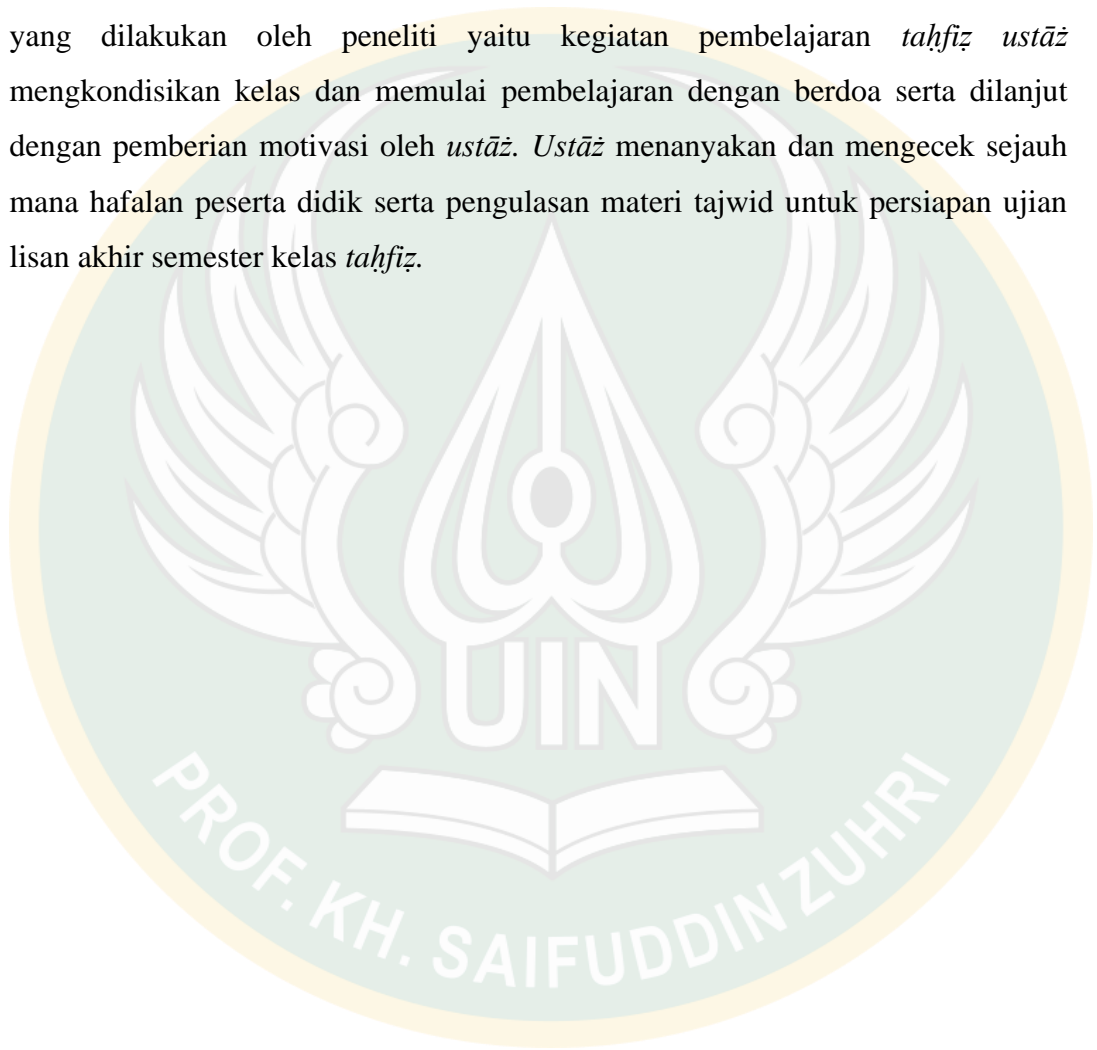 yang dilakukan oleh peneliti yaitu kegiatan pembelajaran taḥfiẓ ustāż
mengkondisikan kelas dan memulai pembelajaran dengan berdoa serta dilanjut
dengan pemberian motivasi oleh ustāż. Ustāż menanyakan dan mengecek sejauh
mana hafalan peserta didik serta pengulasan materi tajwid untuk persiapan ujian
lisan akhir semester kelas taḥfiẓ.
UIN
PROF. KH. SAIFUDDIN ZUHRI